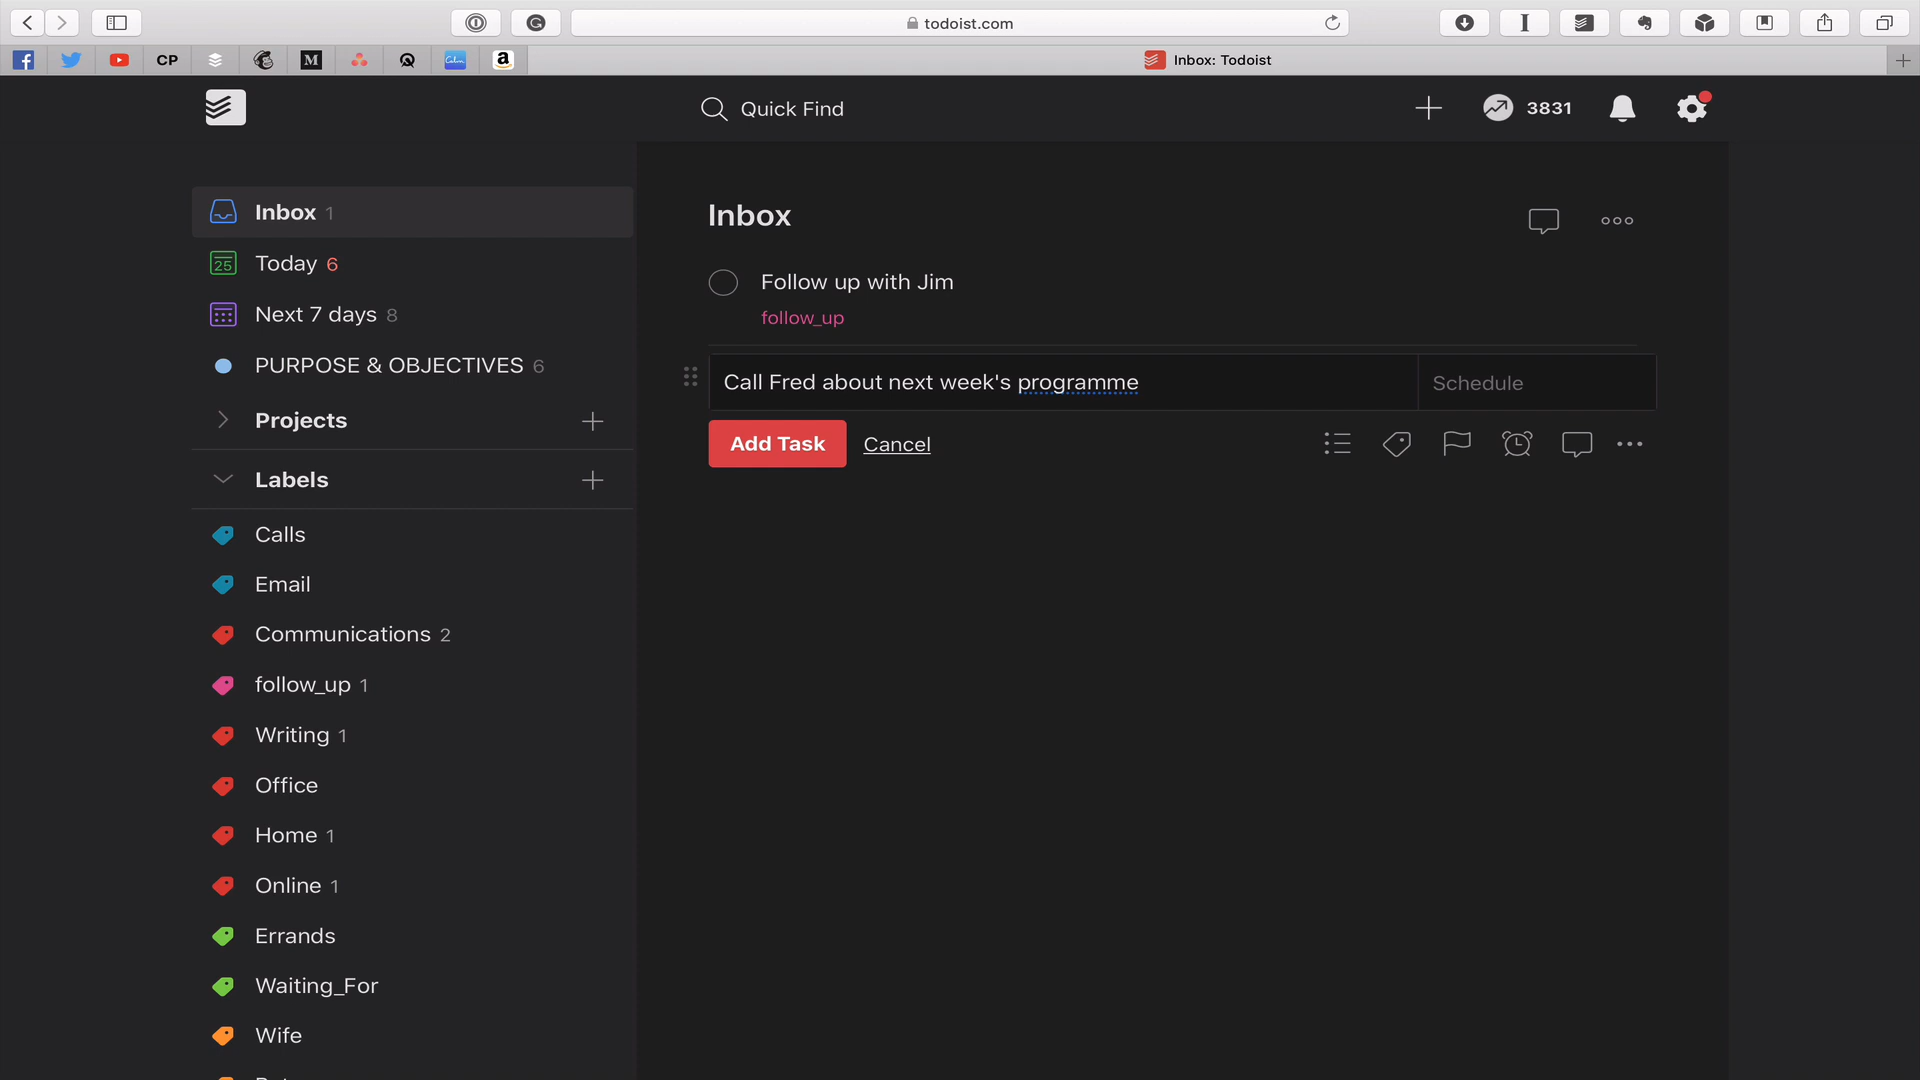 todoist.com
CP
M
Calm
a
Inbox: Todoist
Quick Find
3831
Inbox 1
25
Today 6
Next 7 days 8
PURPOSE & OBJECTIVES 6
Projects
Labels
Calls
Email
Communications 2
follow_up 1
Writing 1
Office
Home 1
Online 1
Errands
Waiting_For
Wife
Inbox
Follow up with Jim
follow_up
Call Fred about next week's programme
Schedule
Add Task
Cancel